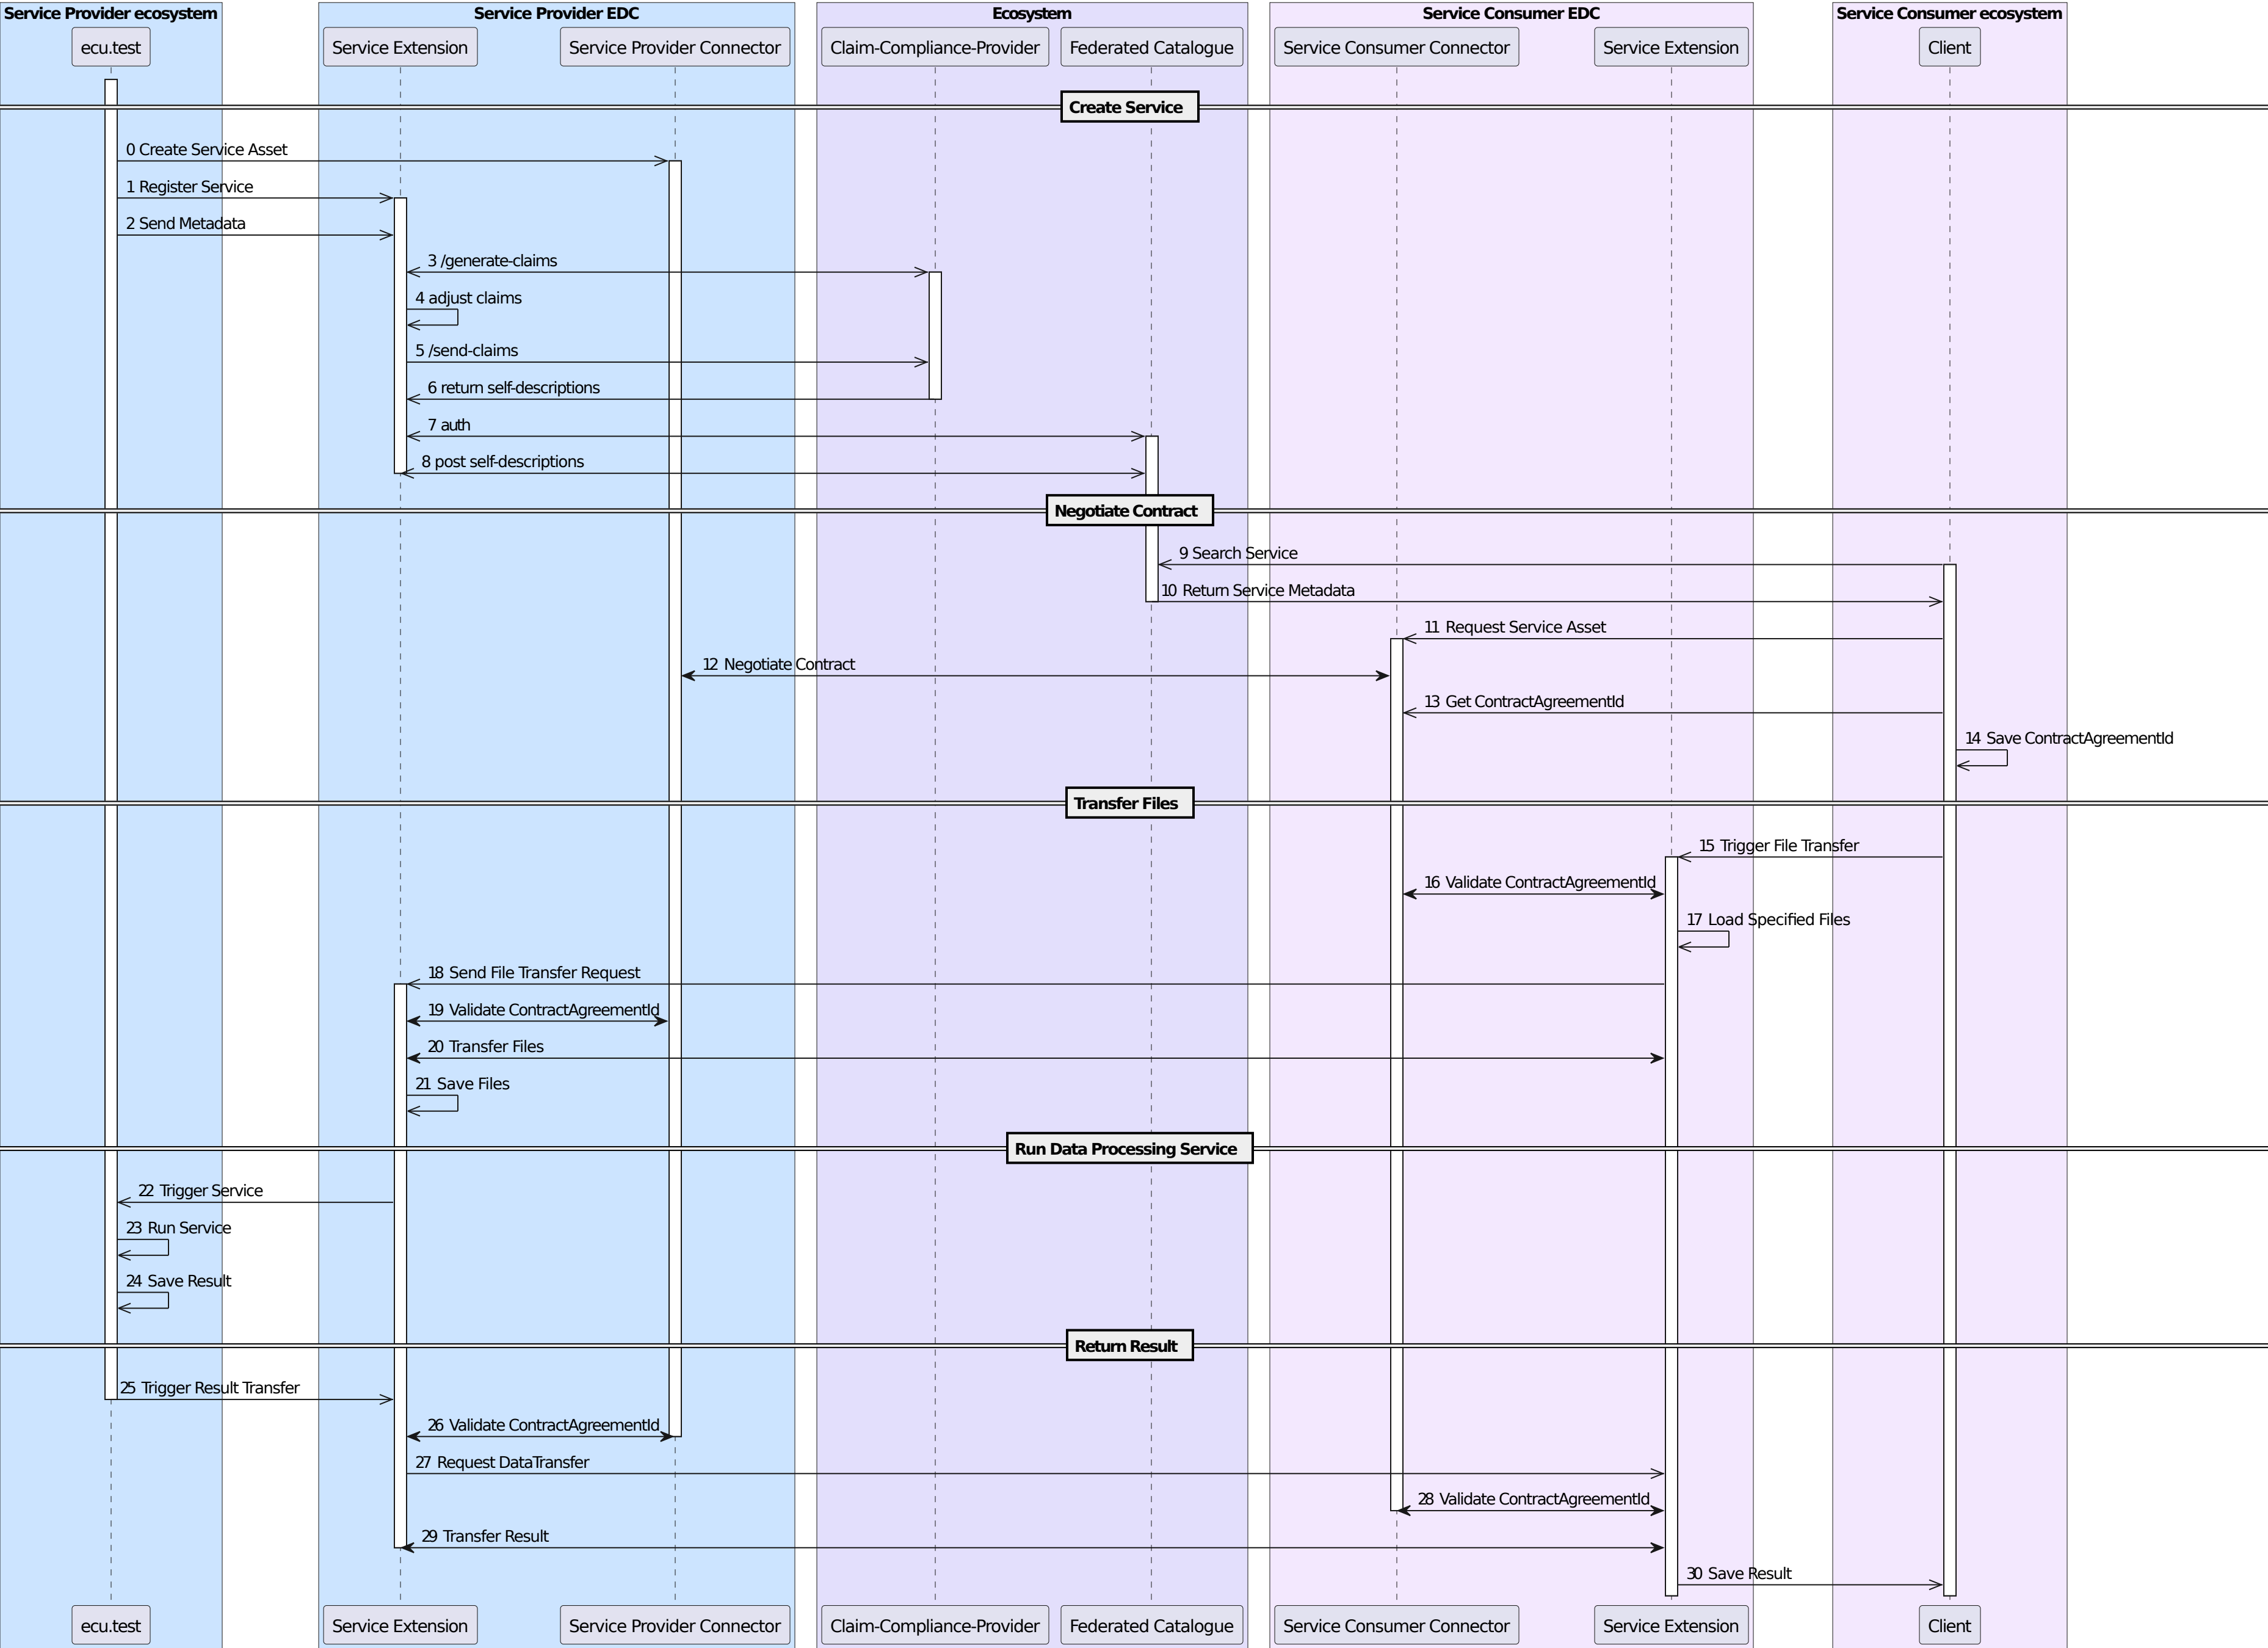 Service Provider ecosystem
Service Provider EDC
Ecosystem
Service Consumer EDC
Service Consumer ecosystem
ecu.test
Service Extension
Service Provider Connector
Claim-Compliance-Provider
Federated Catalogue
Service Consumer Connector
Service Extension
Client
Create Service
0 Create Service Asset
1 Register Service
2 Send Metadata
3 /generate-claims
4 adjust claims
5 /send-claims
6 return self-descriptions
7 auth
8 post self-descriptions
Negotiate Contract
9 Search Service
10 Return Service Metadata
11 Request Service Asset
12 Negotiate Contract
13 Get ContractAgreementId
14 Save ContractAgreementId
Transfer Files
15 Trigger File Transfer
16 Validate ContractAgreementId
17 Load Specified Files
18 Send File Transfer Request
19 Validate ContractAgreementId
20 Transfer Files
21 Save Files
Run Data Processing Service
22 Trigger Service
23 Run Service
24 Save Result
Return Result
25 Trigger Result Transfer
26 Validate ContractAgreementId
27 Request DataTransfer
28 Validate ContractAgreementId
29 Transfer Result
30 Save Result
ecu.test
Service Extension
Service Provider Connector
Claim-Compliance-Provider
Federated Catalogue
Service Consumer Connector
Service Extension
Client